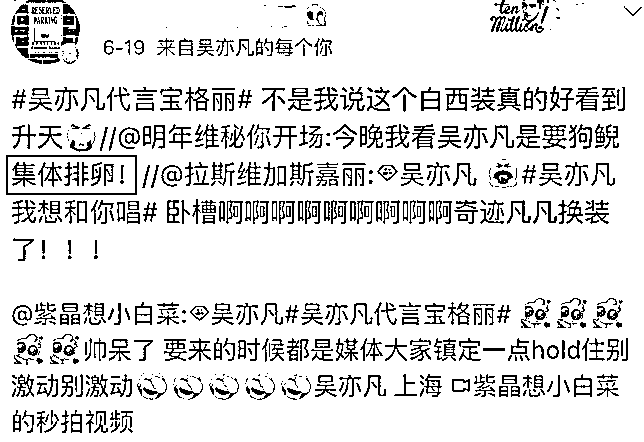 RESERVED
PARKING
ten
Million!
6-19 来自吴亦凡的每个你
#吴亦凡代言宝格丽# 不是我说这个白西装真的好看到
升天//@明年维秘你开场:今晚我看吴亦凡是要狗鲵
集体排卵! //@拉斯维加斯嘉丽:吴亦凡 #吴亦凡
我想和你唱# 卧槽啊啊啊啊啊啊啊啊啊奇迹凡凡换装
了！！！
@紫晶想小白菜:吴亦凡#吴亦凡代言宝格丽#
帅呆了 要来的时候都是媒体大家镇定一点hold住别
激动别激动吴亦凡 上海 紫晶想小白菜
的秒拍视频